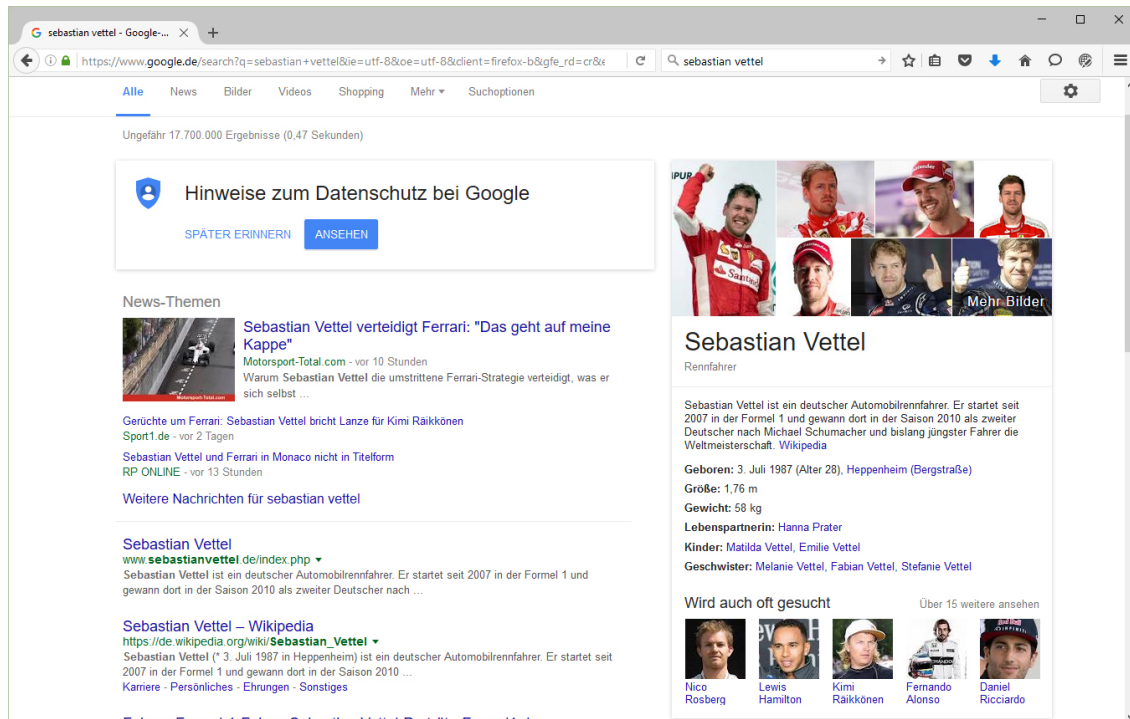 sebastian vettel - Google-...
https://www.google.de/search?q=sebastian+vettel&ie=utf-8&oe=utf-8&client=firefox-b&gfe_rd=cr&e
sebastian vettel
Alle News Bilder Videos Shopping Mehr Suchoptionen
Ungefähr 17.700.000 Ergebnisse (0,47 Sekunden)
Hinweise zum Datenschutz bei Google
SPÄTER ERINNERN ANSEHEN
News-Themen
Sebastian Vettel verteidigt Ferrari: "Das geht auf meine
Kappe"
Motorsport-Total.com - vor 10 Stunden
Warum Sebastian Vettel die umstrittene Ferrari-Strategie verteidigt, was er
sich selbst ...
Motorsport-Total.com
Gerüchte um Ferrari: Sebastian Vettel bricht Lanze für Kimi Räikkönen
Sport1.de - vor 2 Tagen
Sebastian Vettel und Ferrari in Monaco nicht in Titelform
RP ONLINE - vor 13 Stunden
Weitere Nachrichten für sebastian vettel
Sebastian Vettel
www.sebastianvettel.de/index.php
Sebastian Vettel ist ein deutscher Automobilrennfahrer. Er startet seit 2007 in der Formel 1 und
gewann dort in der Saison 2010 als zweiter Deutscher nach ...
Sebastian Vettel – Wikipedia
https://de.wikipedia.org/wiki/Sebastian_Vettel
Sebastian Vettel (* 3. Juli 1987 in Heppenheim) ist ein deutscher Automobilrennfahrer. Er startet seit
2007 in der Formel 1 und gewann dort in der Saison 2010 ...
Karriere - Persönliches - Ehrungen - Sonstiges
Santander
Mehr Bilder
Sebastian Vettel
Rennfahrer
Sebastian Vettel ist ein deutscher Automobilrennfahrer. Er startet seit
2007 in der Formel 1 und gewann dort in der Saison 2010 als zweiter
Deutscher nach Michael Schumacher und bislang jüngster Fahrer die
Weltmeisterschaft. Wikipedia
Geboren: 3. Juli 1987 (Alter 28), Heppenheim (Bergstraße)
Größe: 1,76 m
Gewicht: 58 kg
Lebenspartnerin: Hanna Prater
Kinder: Matilda Vettel, Emilie Vettel
Geschwister: Melanie Vettel, Fabian Vettel, Stefanie Vettel
Wird auch oft gesucht Über 15 weitere ansehen
Nico Rosberg
Lewis Hamilton
Kimi Räikkönen
Fernando Alonso
Daniel Ricciardo